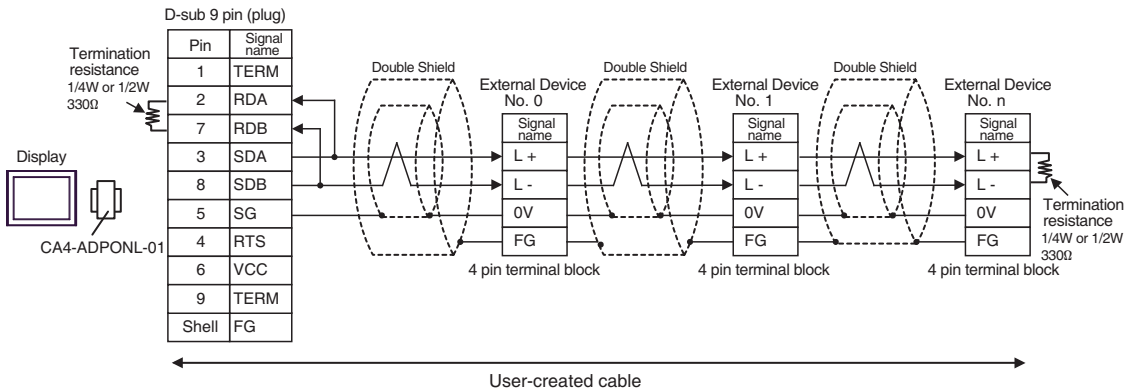 D-sub 9 pin (plug)
Pin Signal name
1 TERM
2 RDA
7 RDB
3 SDA
8 SDB
5 SG
4 RTS
6 VCC
9 TERM
Shell FG
Termination
resistance
1/4W or 1/2W
330Ω
Display
CA4-ADPONL-01
Double Shield
External Device
No. 0
Signal
name
L +
L -
0V
FG
4 pin terminal block
Double Shield
External Device
No. 1
Signal
name
L +
L -
0V
FG
4 pin terminal block
Double Shield
External Device
No. n
Signal
name
L +
L -
0V
FG
4 pin terminal block
Termination
resistance
1/4W or 1/2W
330Ω
User-created cable